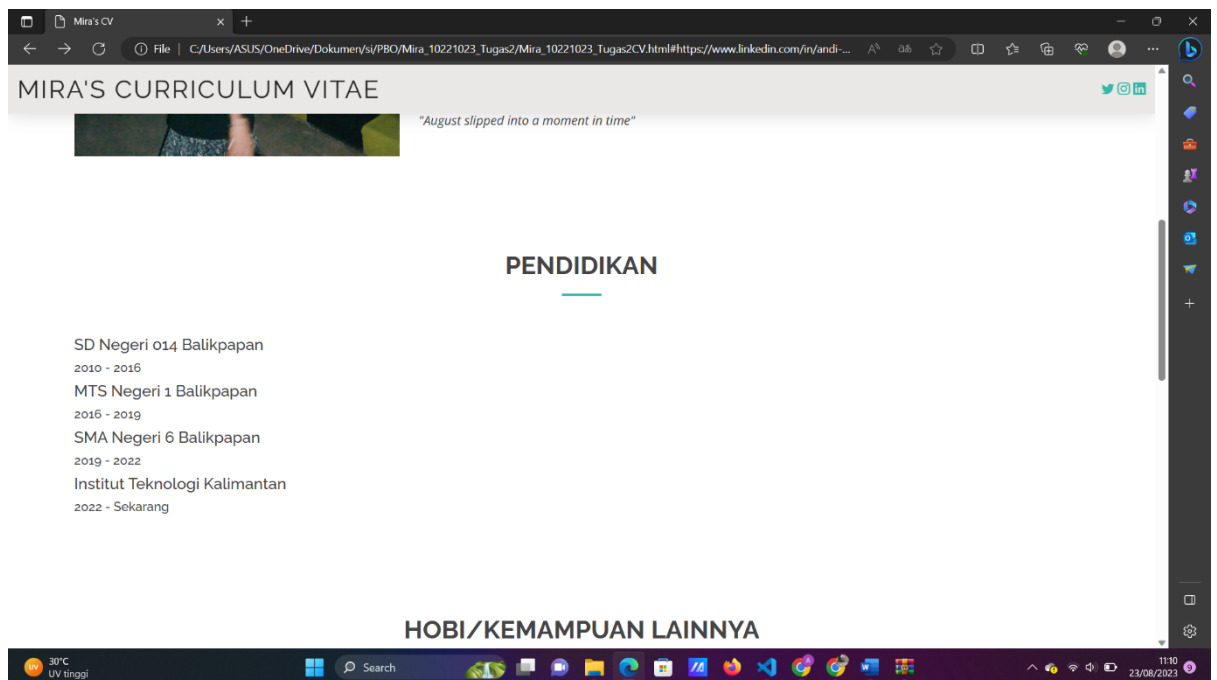 Mira's CV
File | C:/Users/ASUS/OneDrive/Dokumen/si/PBO/Mira_10221023_Tugas2/Mira_10221023_Tugas2CV.html#https://www.linkedin.com/in/andi-...
MIRA'S CURRICULUM VITAE
"August slipped into a moment in time"
PENDIDIKAN
SD Negeri 014 Balikpapan
2010 - 2016
MTS Negeri 1 Balikpapan
2016 - 2019
SMA Negeri 6 Balikpapan
2019 - 2022
Institut Teknologi Kalimantan
2022 - Sekarang
HOBI/KEMAMPUAN LAINNYA
UV
30°C
UV tinggi
Search
11:10
23/08/2023
9